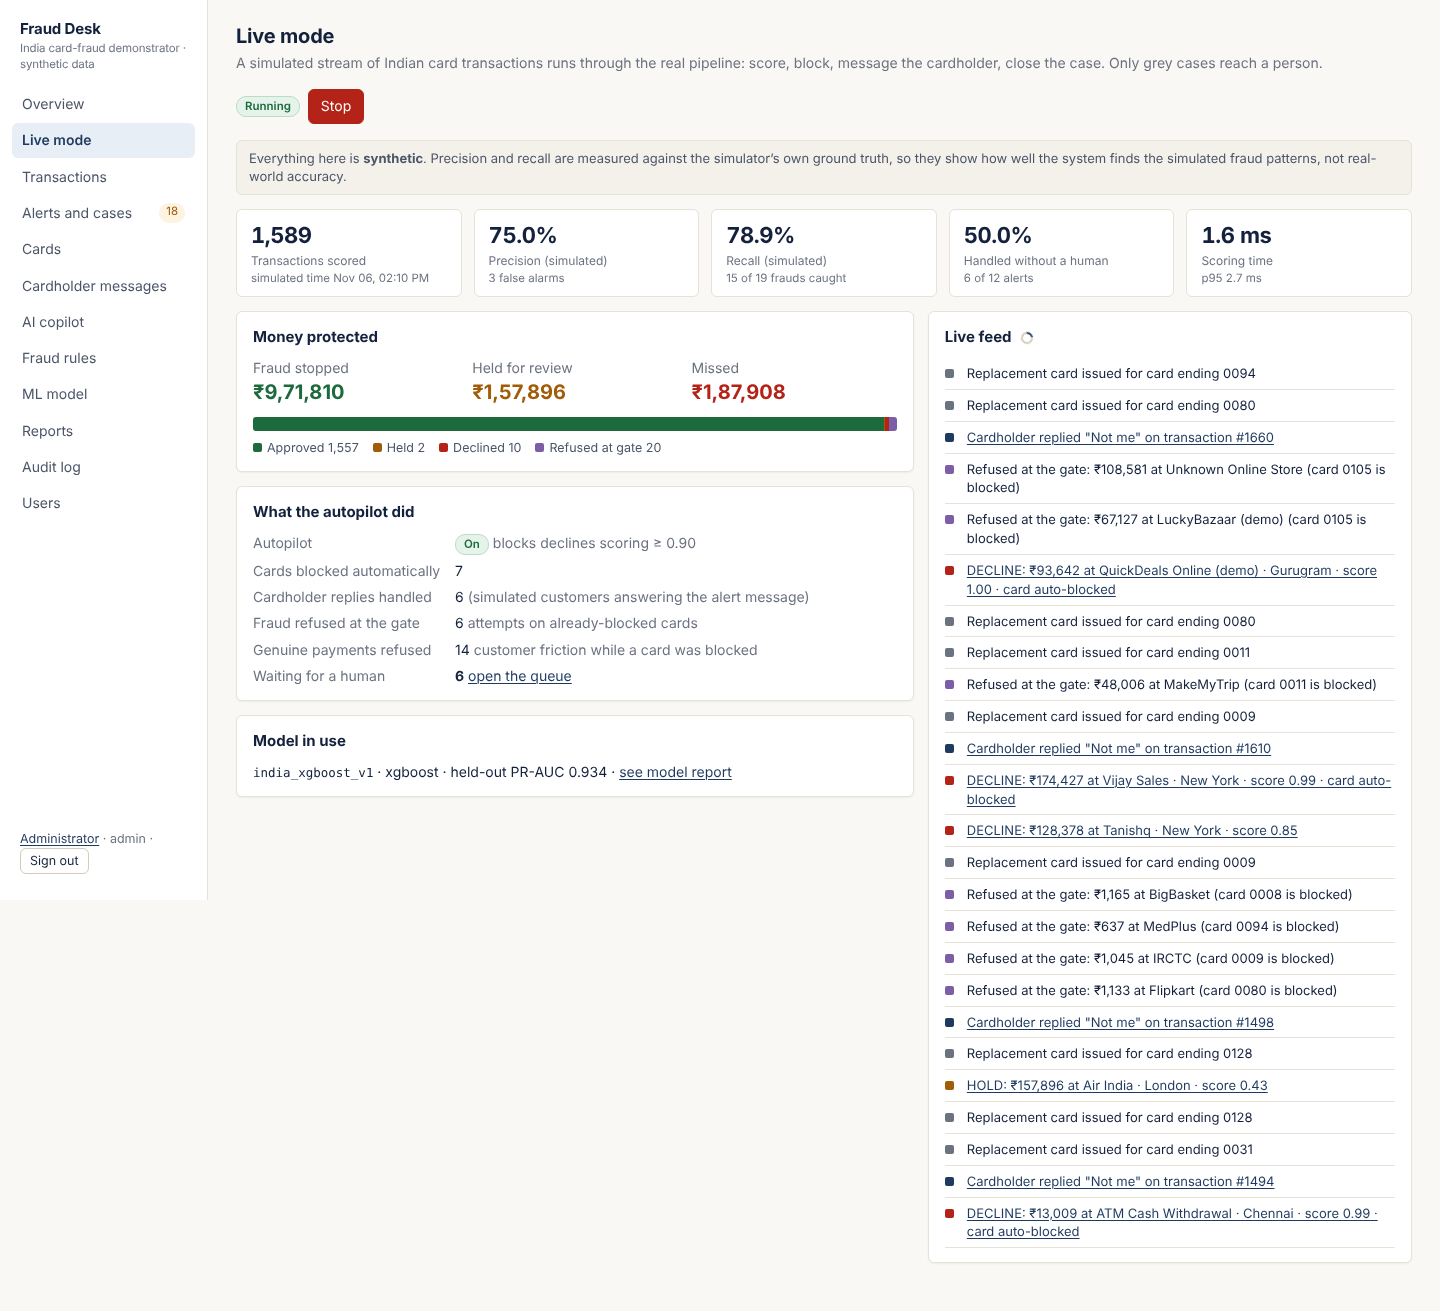 Fraud Desk
India card-fraud demonstrator ·
synthetic data
Overview
Live mode
Transactions
Alerts and cases 18
Cards
Cardholder messages
AI copilot
Fraud rules
ML model
Reports
Audit log
Users
Administrator · admin ·
Sign out
Live mode
A simulated stream of Indian card transactions runs through the real pipeline: score, block, message the cardholder, close the case. Only grey cases reach a person.
Running Stop
Everything here is synthetic. Precision and recall are measured against the simulator's own ground truth, so they show how well the system finds the simulated fraud patterns, not real-
world accuracy.
1,589
Transactions scored
simulated time Nov 06, 02:10 PM
75.0%
Precision (simulated)
3 false alarms
78.9%
Recall (simulated)
15 of 19 frauds caught
50.0%
Handled without a human
6 of 12 alerts
1.6 ms
Scoring time
p95 2.7 ms
Money protected
Fraud stopped Held for review Missed
₹9,71,810 ₹1,57,896 ₹1,87,908
Approved 1,557 Held 2 Declined 10 Refused at gate 20
What the autopilot did
Autopilot On blocks declines scoring ≥ 0.90
Cards blocked automatically 7
Cardholder replies handled 6 (simulated customers answering the alert message)
Fraud refused at the gate 6 attempts on already-blocked cards
Genuine payments refused 14 customer friction while a card was blocked
Waiting for a human 6 open the queue
Model in use
india_xgboost_v1 · xgboost · held-out PR-AUC 0.934 · see model report
Live feed
Replacement card issued for card ending 0094
Replacement card issued for card ending 0080
Cardholder replied "Not me" on transaction #1660
Refused at the gate: ₹108,581 at Unknown Online Store (card 0105 is
blocked)
Refused at the gate: ₹67,127 at LuckyBazaar (demo) (card 0105 is
blocked)
DECLINE: ₹93,642 at QuickDeals Online (demo) · Gurugram · score
1.00 · card auto-blocked
Replacement card issued for card ending 0080
Replacement card issued for card ending 0011
Refused at the gate: ₹48,006 at MakeMyTrip (card 0011 is blocked)
Replacement card issued for card ending 0009
Cardholder replied "Not me" on transaction #1610
DECLINE: ₹174,427 at Vijay Sales · New York · score 0.99 · card auto-
blocked
DECLINE: ₹128,378 at Tanishq · New York · score 0.85
Replacement card issued for card ending 0009
Refused at the gate: ₹1,165 at BigBasket (card 0008 is blocked)
Refused at the gate: ₹637 at MedPlus (card 0094 is blocked)
Refused at the gate: ₹1,045 at IRCTC (card 0009 is blocked)
Refused at the gate: ₹1,133 at Flipkart (card 0080 is blocked)
Cardholder replied "Not me" on transaction #1498
Replacement card issued for card ending 0128
HOLD: ₹157,896 at Air India · London · score 0.43
Replacement card issued for card ending 0128
Replacement card issued for card ending 0031
Cardholder replied "Not me" on transaction #1494
DECLINE: ₹13,009 at ATM Cash Withdrawal · Chennai · score 0.99 ·
card auto-blocked